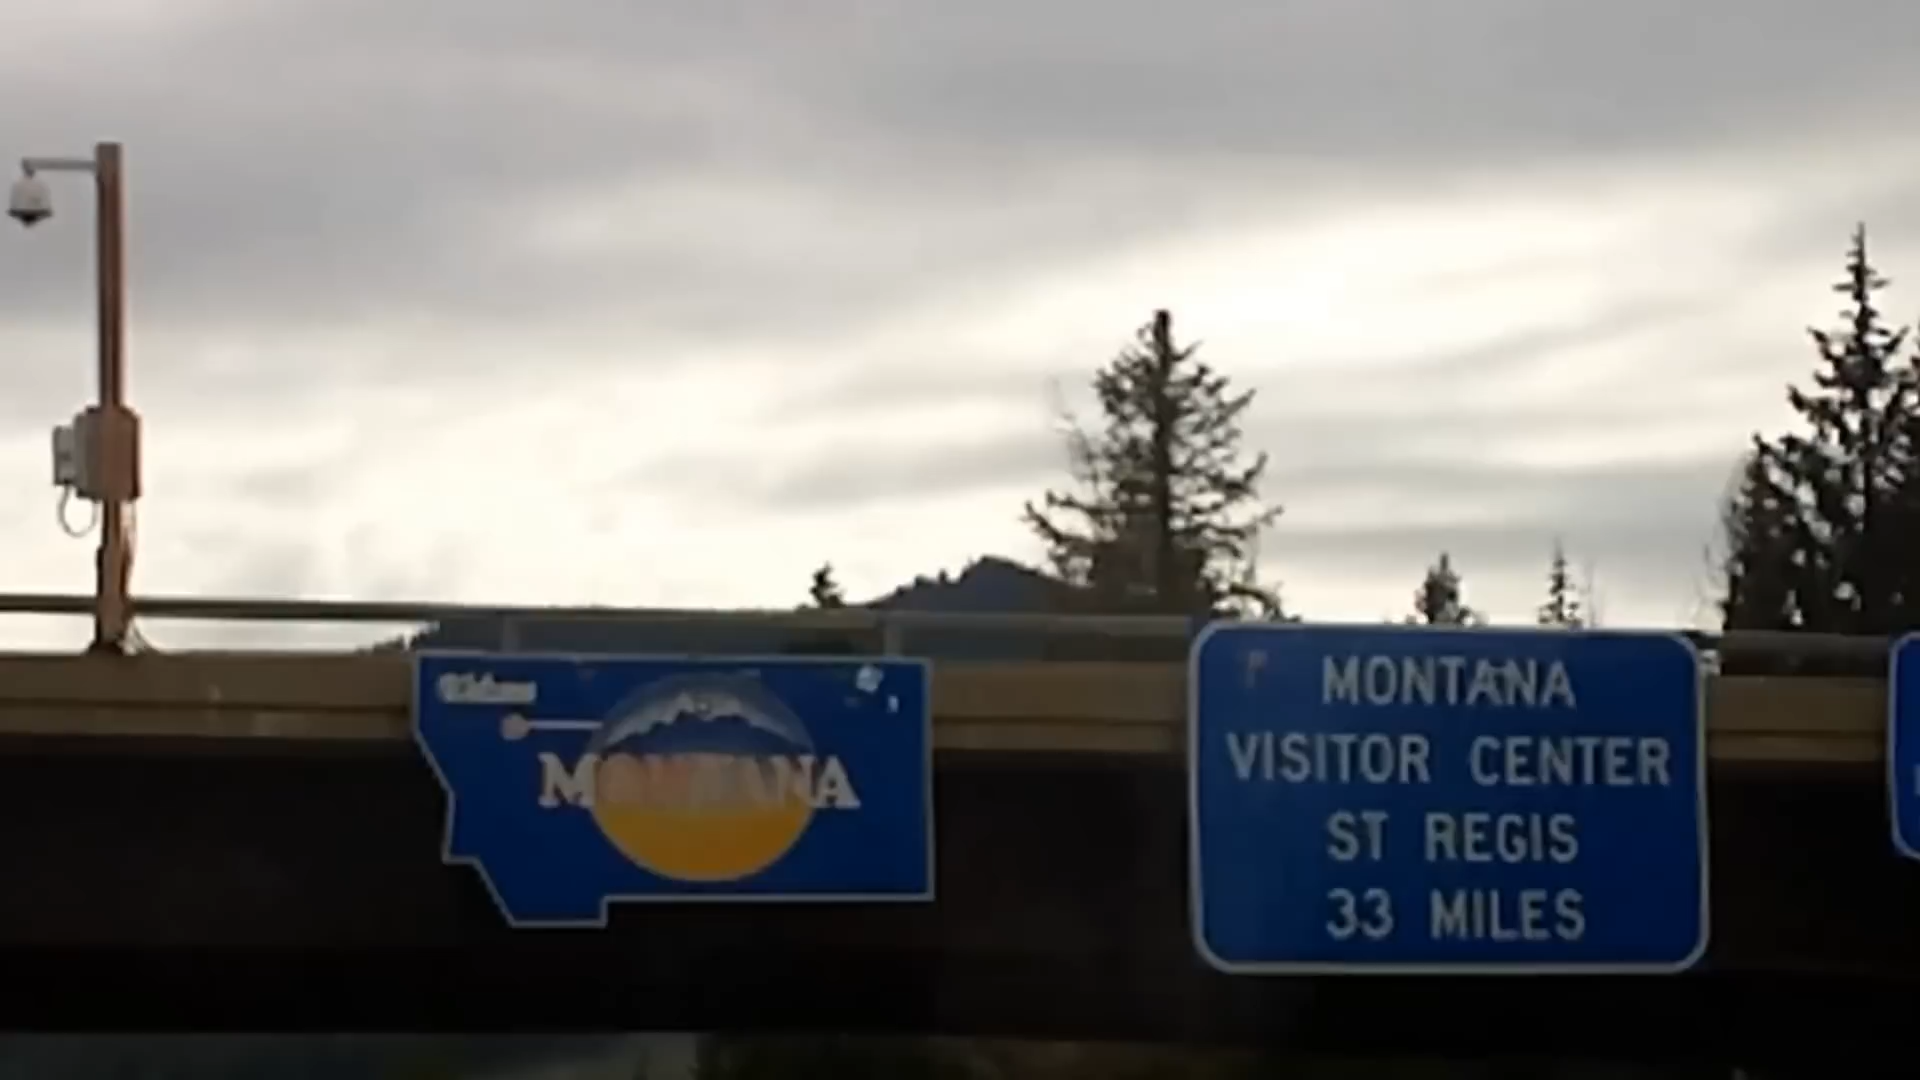 MONTANA
MONTANA
VISITOR CENTER
ST REGIS
33 MILES